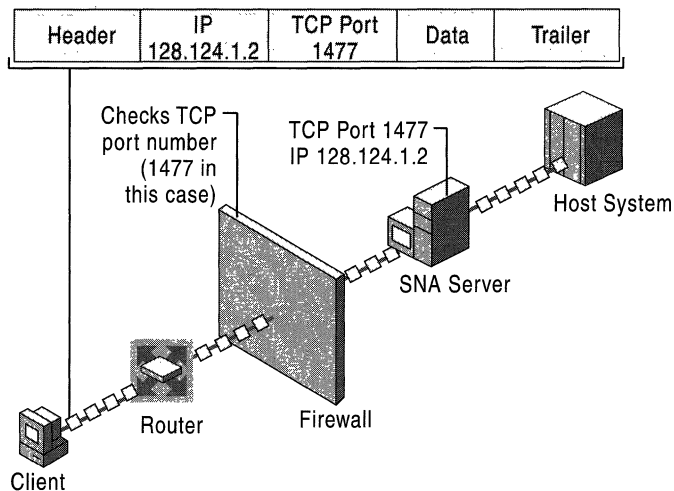 Header
IP
128.124.1.2
TCP Port
1477
Data
Trailer
Checks TCP
port number
(1477 in
this case)
TCP Port 1477
IP 128.124.1.2
Host System
SNA Server
Firewall
Router
Client